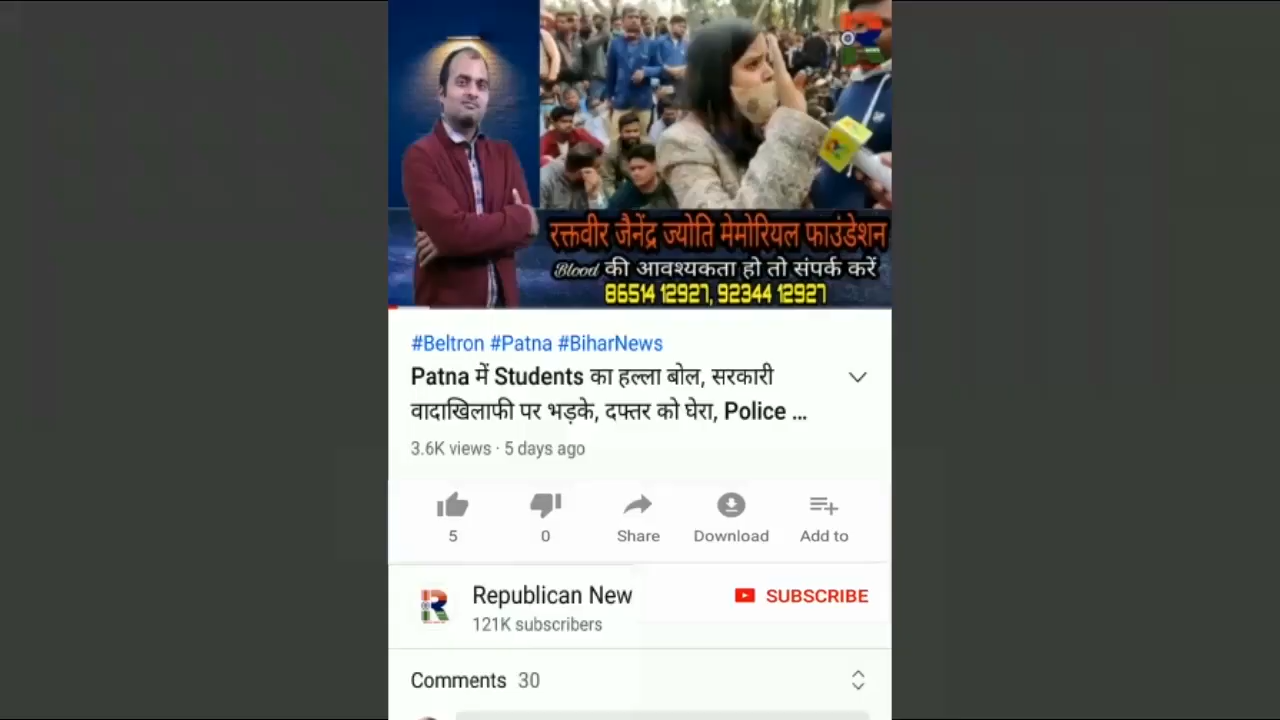 रक्तवीर जैनेंद्र ज्योति मेमोरियल फाउंडेशन
Blood की आवश्यकता हो तो संपर्क करें
86514 12927, 92344 12927
#Beltron #Patna #BiharNews
Patna में Students का हल्ला बोल, सरकारी
वादाखिलाफी पर भड़के, दफ्तर को घेरा, Police ...
3.6K views · 5 days ago
5 0 Share Download Add to
Republican New SUBSCRIBE
121K subscribers
Comments 30